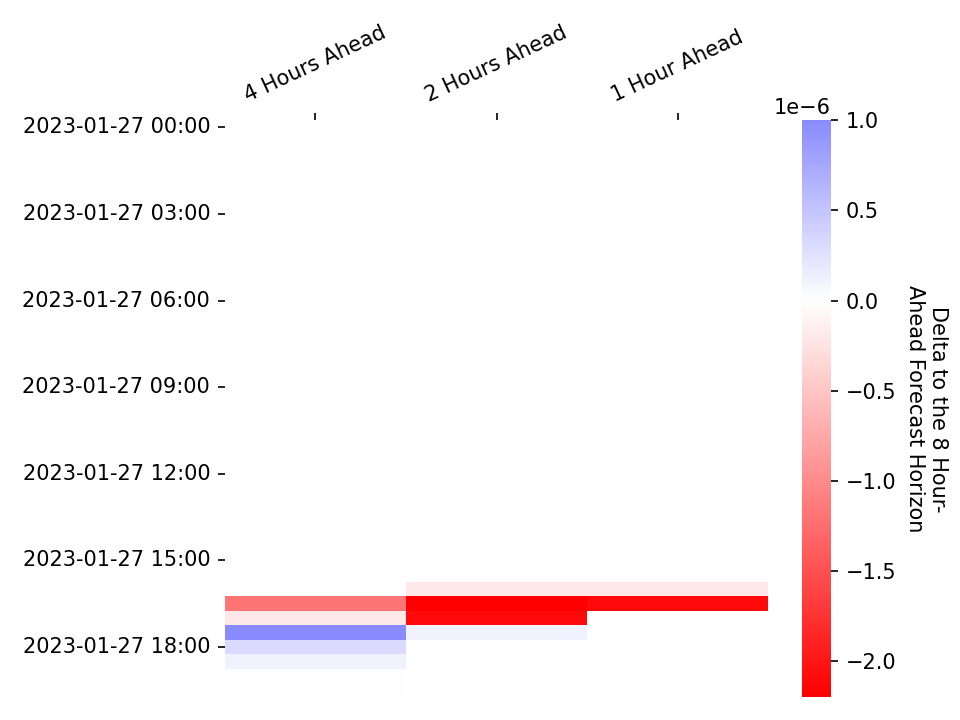 4 Hours Ahead
2 Hours Ahead
1 Hour Ahead
2023-01-27 00:00
2023-01-27 03:00
2023-01-27 06:00
2023-01-27 09:00
2023-01-27 12:00
2023-01-27 15:00
2023-01-27 18:00
1e−6
1.0
0.5
0.0
−0.5
−1.0
−1.5
−2.0
Delta to the 8 Hour-
Ahead Forecast Horizon